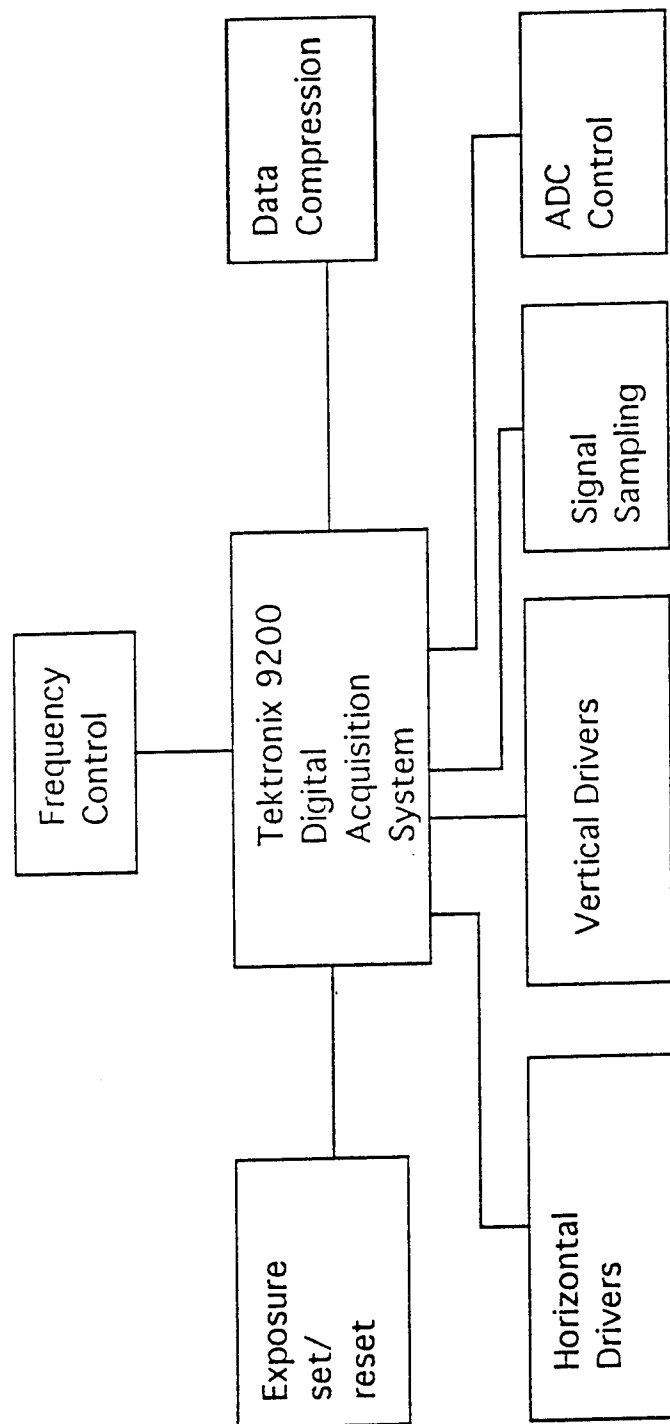 Frequency
Control
Exposure
set/
reset
Tektronix 9200
Digital
Acquisition
System
Data
Compression
Horizontal
Drivers
Vertical Drivers
Signal
Sampling
ADC
Control